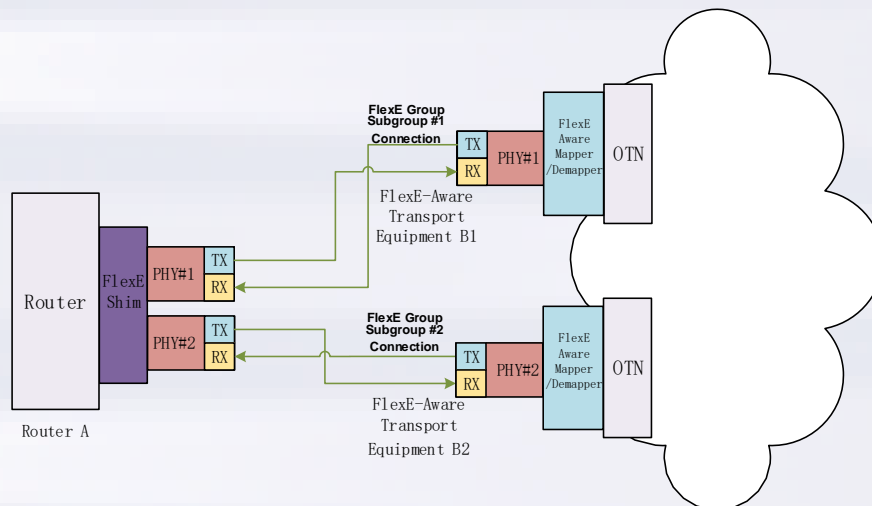 FlexE Group
Subgroup #1
Connection
TX
RX
PHY#1
FlexE
Aware
Mapper
/Demapper
OTN
FlexE-Aware
Transport
Equipment B1
Router
FlexE
Shim
PHY#1
TX
RX
PHY#2
TX
RX
Router A
FlexE Group
Subgroup #2
Connection
TX
RX
PHY#2
FlexE
Aware
Mapper
/Demapper
OTN
FlexE-Aware
Transport
Equipment B2